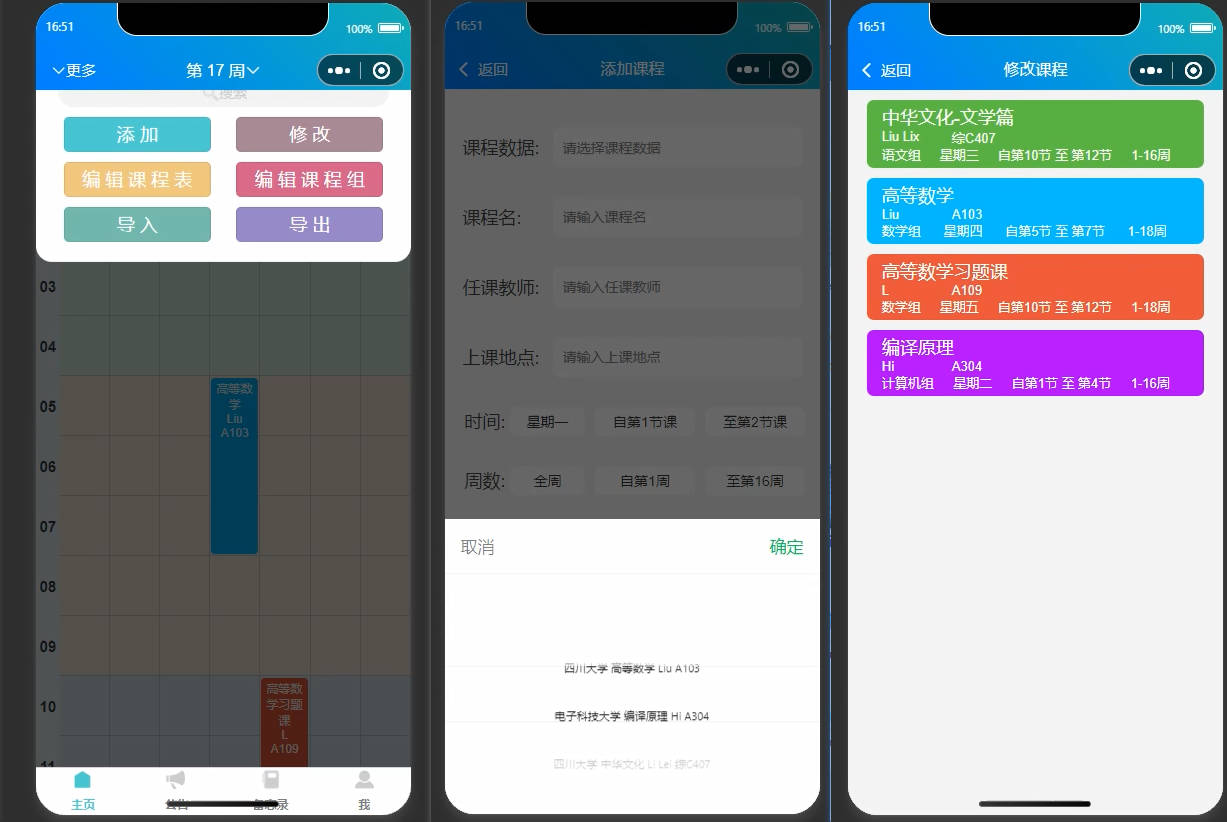 16:51
100%
更多
第 17 周
搜索
添加
修改
编辑课程表
编辑课程组
导入
导出
03
04
05
06
07
08
09
10
11
高等数
学
Liu
A103
高等数
学习题
课
L
A109
主页
公告
备忘录
我
16:51
100%
返回
添加课程
课程数据:
请选择课程数据
课程名:
请输入课程名
任课教师:
请输入任课教师
上课地点:
请输入上课地点
时间:
星期一
自第1节课
至第2节课
周数:
全周
自第1周
至第16周
取消
确定
四川大学 高等数学 Liu A103
电子科技大学 编译原理 Hi A304
四川大学 中华文化 Li Lei 综C407
16:51
100%
返回
修改课程
中华文化-文学篇
Liu Lix 综C407
语文组 星期三 自第10节 至 第12节 1-16周
高等数学
Liu A103
数学组 星期四 自第5节 至 第7节 1-18周
高等数学习题课
L A109
数学组 星期五 自第10节 至 第12节 1-18周
编译原理
Hi A304
计算机组 星期二 自第1节 至 第4节 1-16周